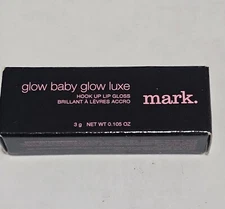 glow baby glow luxe
HOOK UP LIP GLOSS
BRILLANT À LÈVRES ACCRO
mark.
3 g NET WT 0.105 OZ